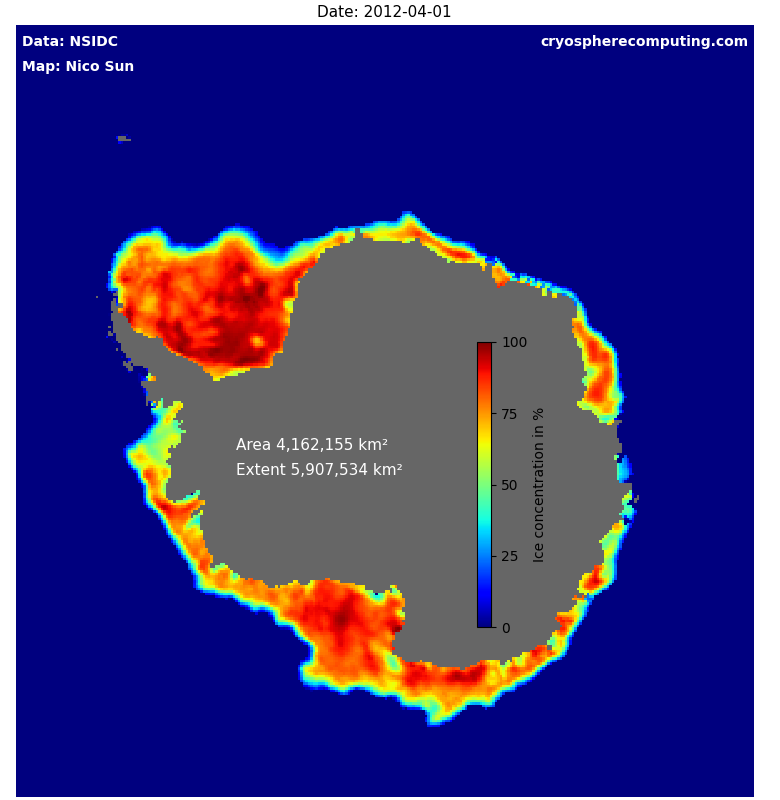 Date: 2012-04-01
Data: NSIDC
cryospherecomputing.com
Map: Nico Sun
100
75
Area 4,162,155 km²
Extent 5,907,534 km²
50
Ice concentration in %
25
0